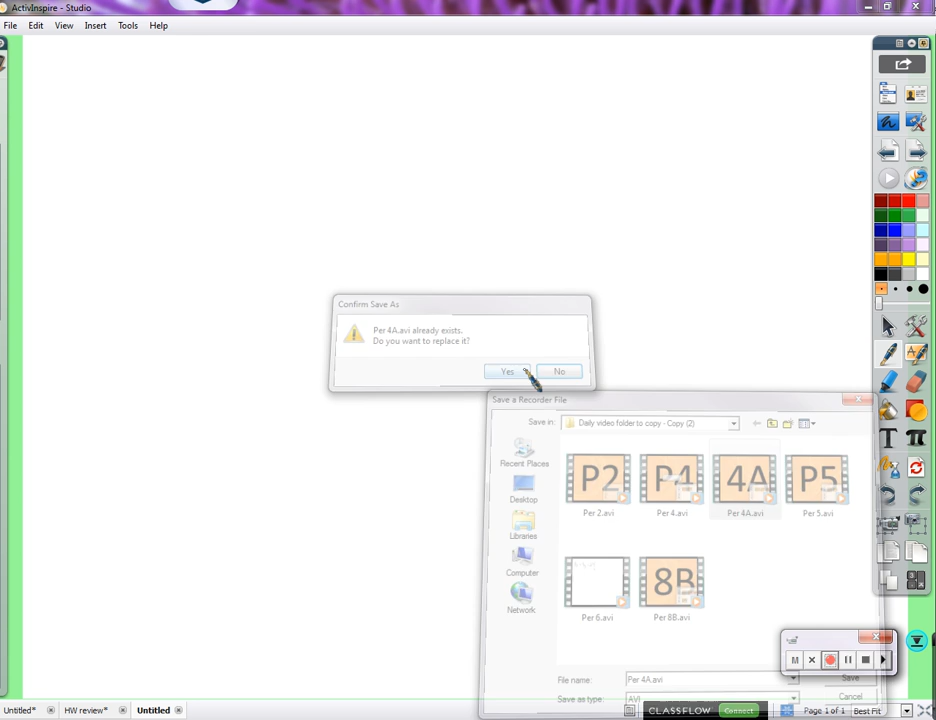 ActivInspire - Studio
File Edit View Insert Tools Help
Confirm Save As
Per 4A.avi already exists.
Do you want to replace it?
Yes No
Save a Recorder File
Save in: Daily video folder to copy - Copy (2)
Recent Places
Desktop
Libraries
Computer
Network
P2 P4 4A P5
Per 2.avi Per 4.avi Per 4A.avi Per 5.avi
8B
Per 6.avi Per 8B.avi
File name: Per 4A.avi Save
Save as type: AVI Cancel
M
T
Untitled* HW review* Untitled CLASSFLOW Connect Page 1 of 1 Best Fit